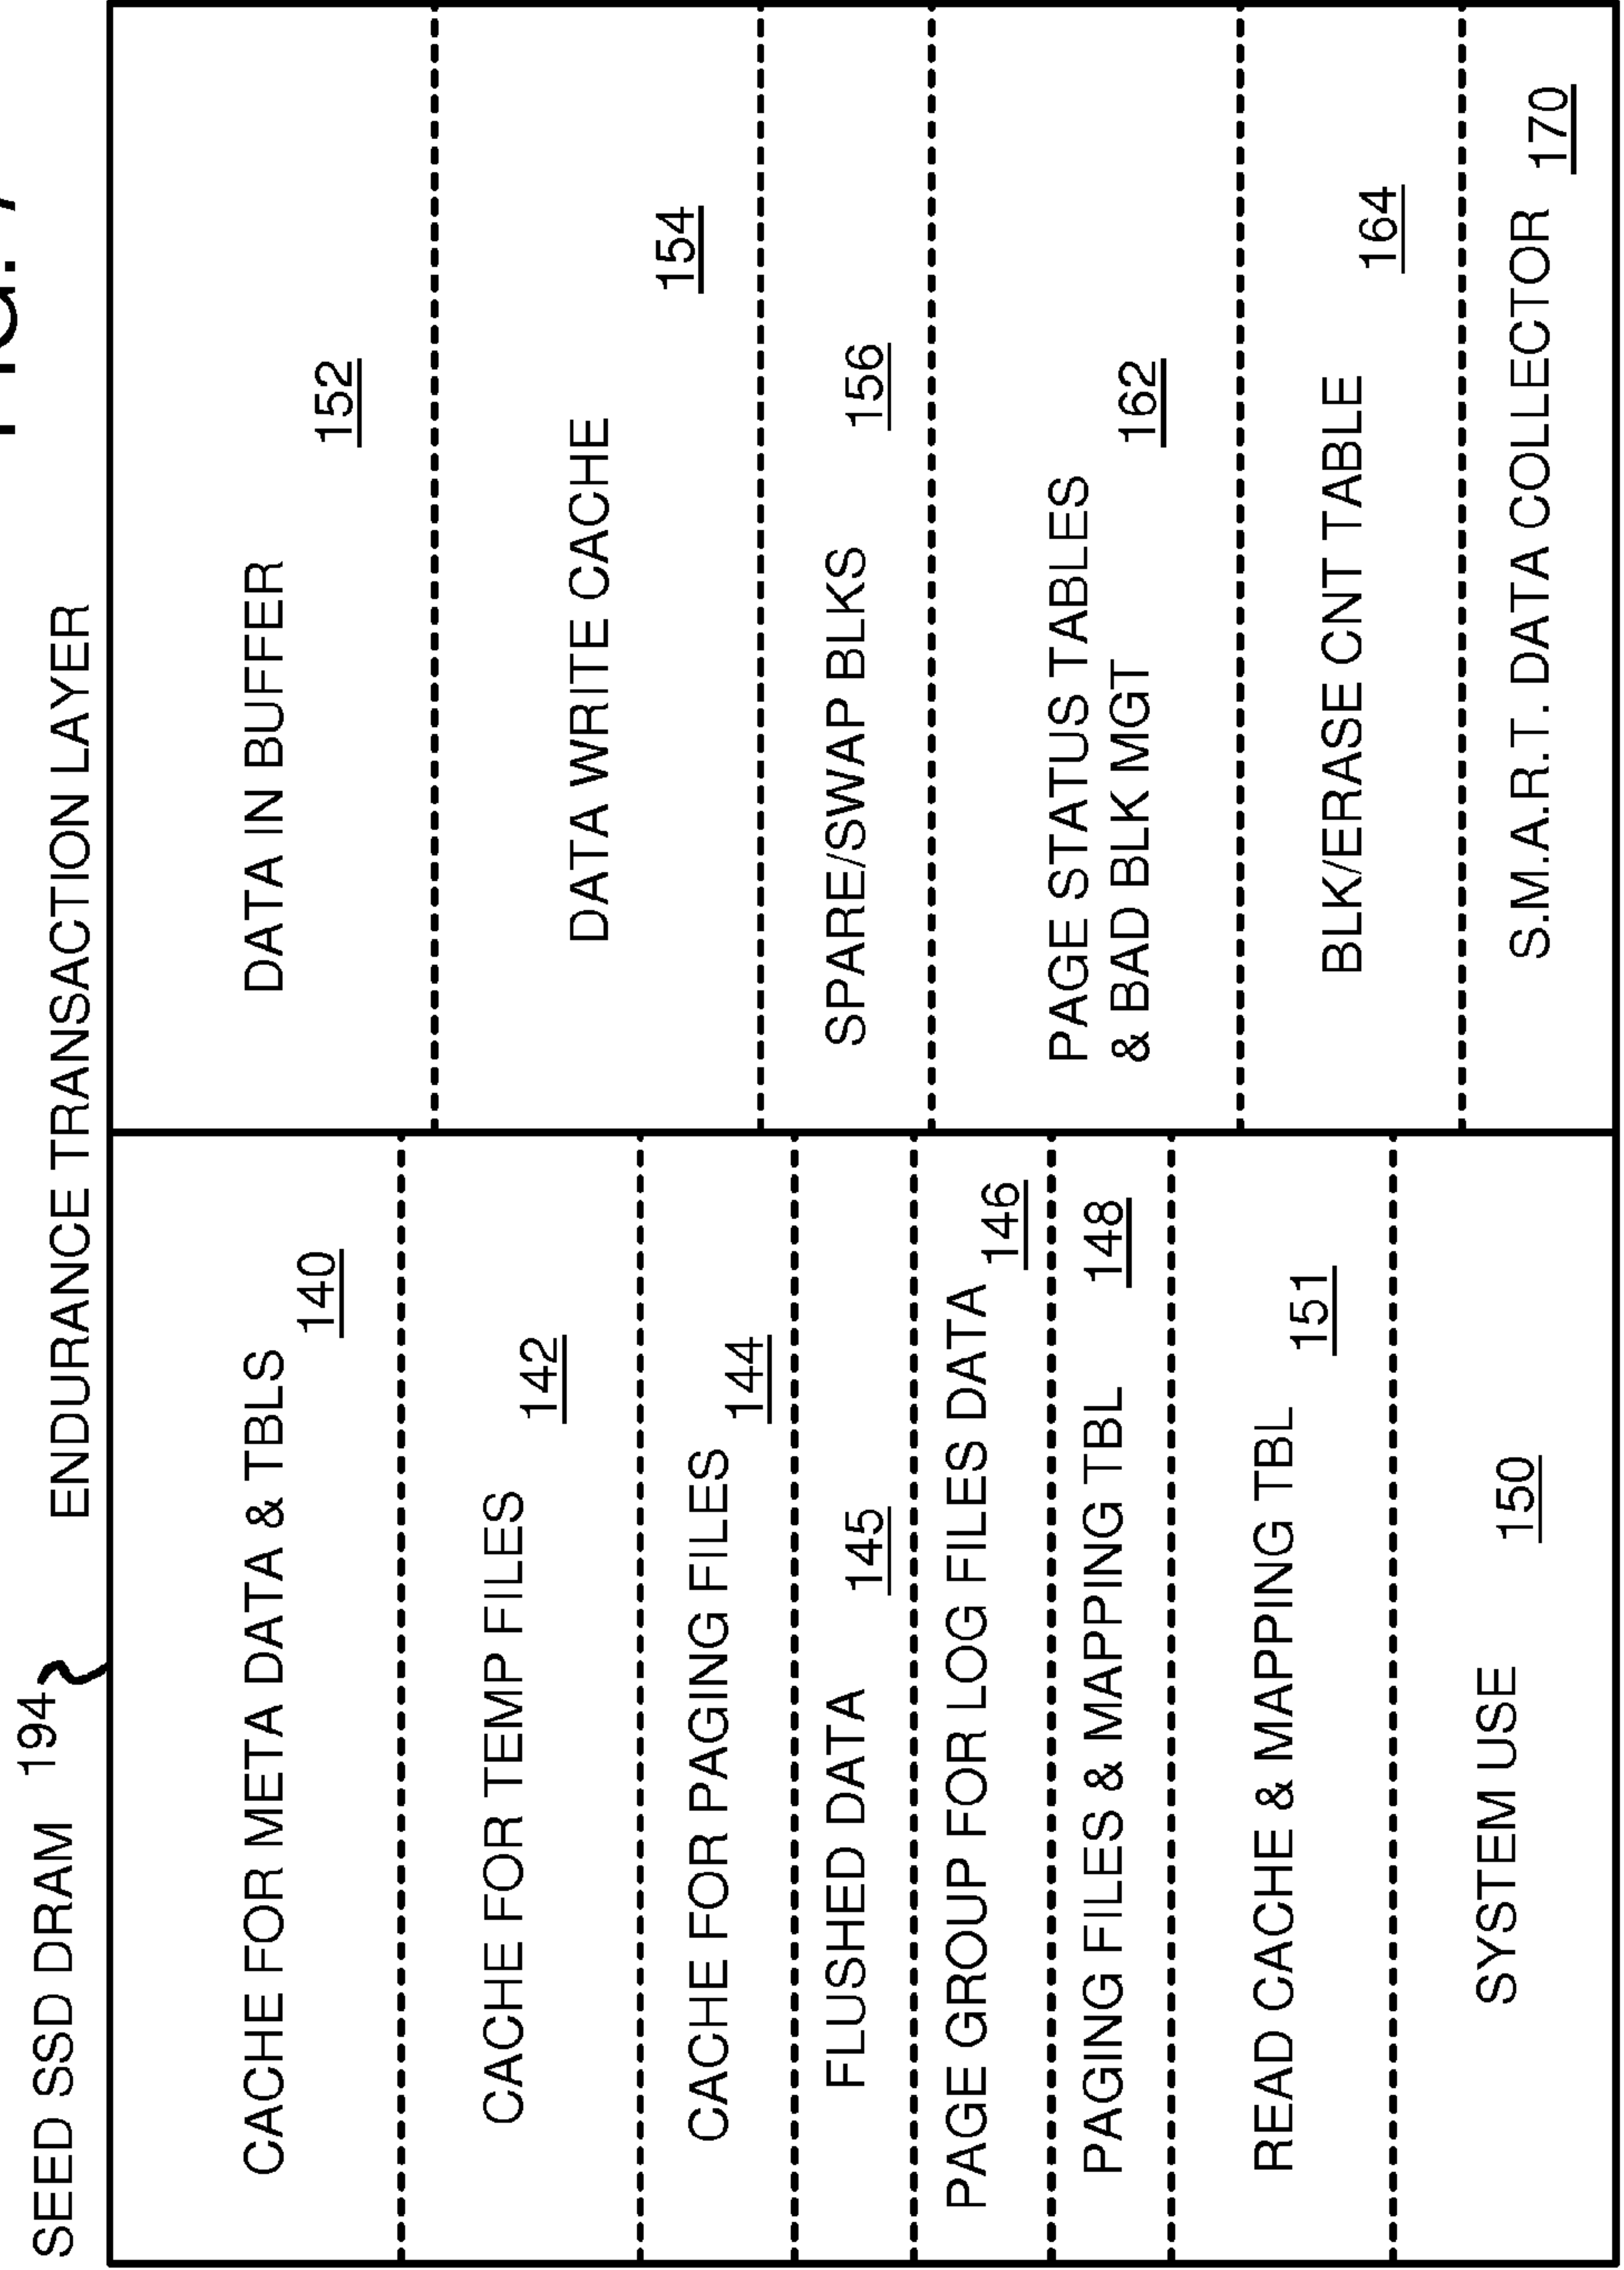 SEED SSD DRAM 194 ENDURANCE TRANSACTION LAYER
CACHE FOR META DATA & TBLS
140
CACHE FOR TEMP FILES
142
CACHE FOR PAGING FILES
144
FLUSHED DATA
145
PAGE GROUP FOR LOG FILES DATA
146
PAGING FILES & MAPPING TBL 148
READ CACHE & MAPPING TBL
151
SYSTEM USE
150
DATA IN BUFFER
152
DATA WRITE CACHE
154
SPARE/SWAP BLKS
156
PAGE STATUS TABLES
& BAD BLK MGT 162
BLK/ERASE CNT TABLE
164
S.M.A.R.T. DATA COLLECTOR
170